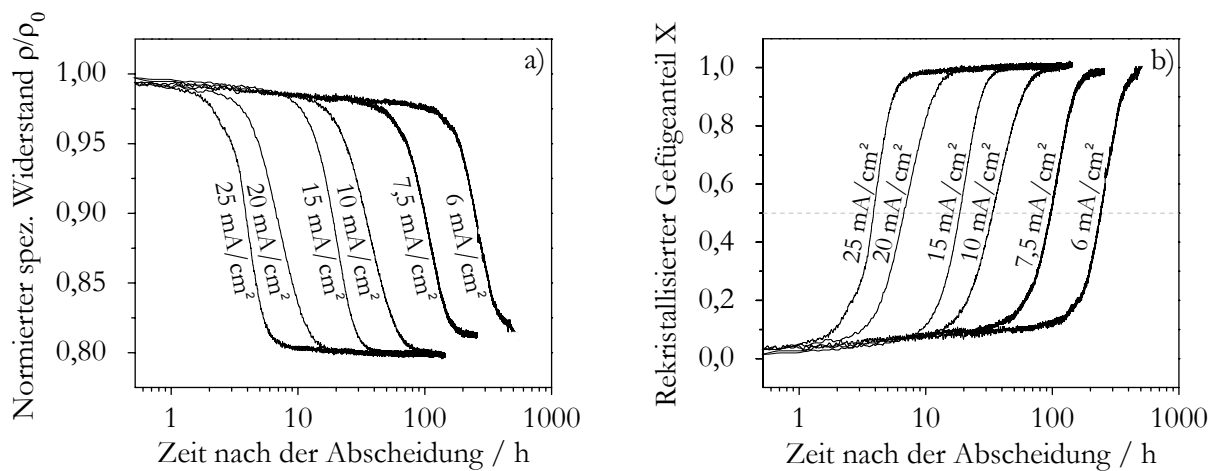 Normierter spez. Widerstand ρ/ρ₀
1,00
0,95
0,90
0,85
0,80
a)
25 mA/cm²
20 mA/cm²
15 mA/cm²
10 mA/cm²
7,5 mA/cm²
6 mA/cm²
1 10 100 1000
Zeit nach der Abscheidung / h
Rekristallisierter Gefügeanteil X
1,0
0,8
0,6
0,4
0,2
0,0
b)
25 mA/cm²
20 mA/cm²
15 mA/cm²
10 mA/cm²
7,5 mA/cm²
6 mA/cm²
1 10 100 1000
Zeit nach der Abscheidung / h